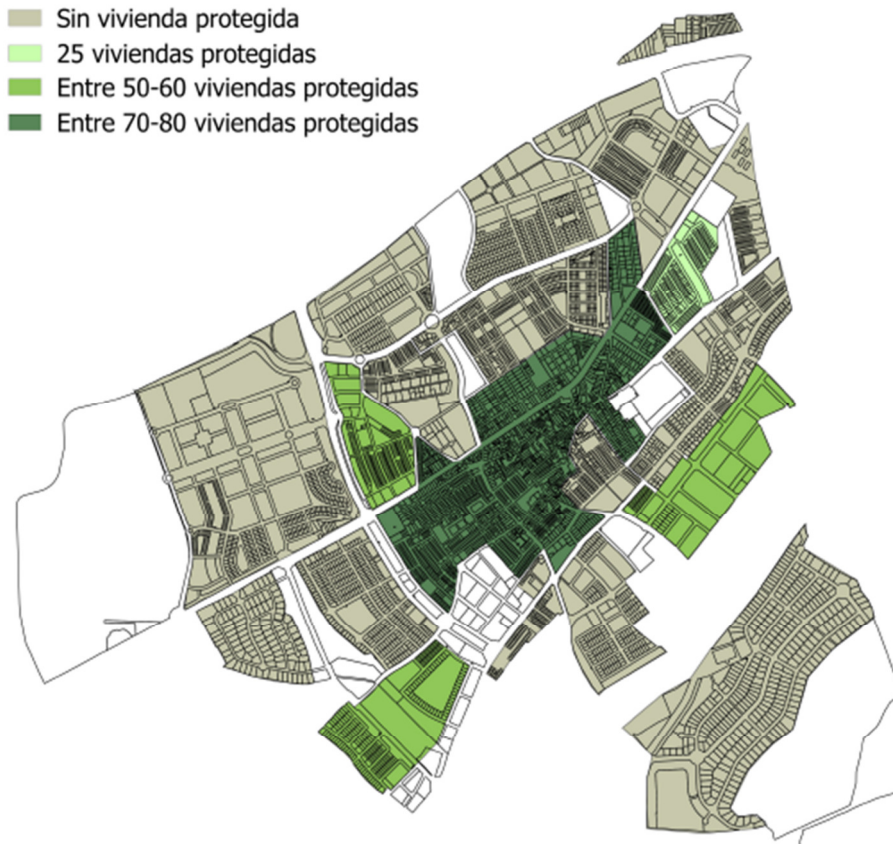 Sin vivienda protegida
25 viviendas protegidas
Entre 50-60 viviendas protegidas
Entre 70-80 viviendas protegidas